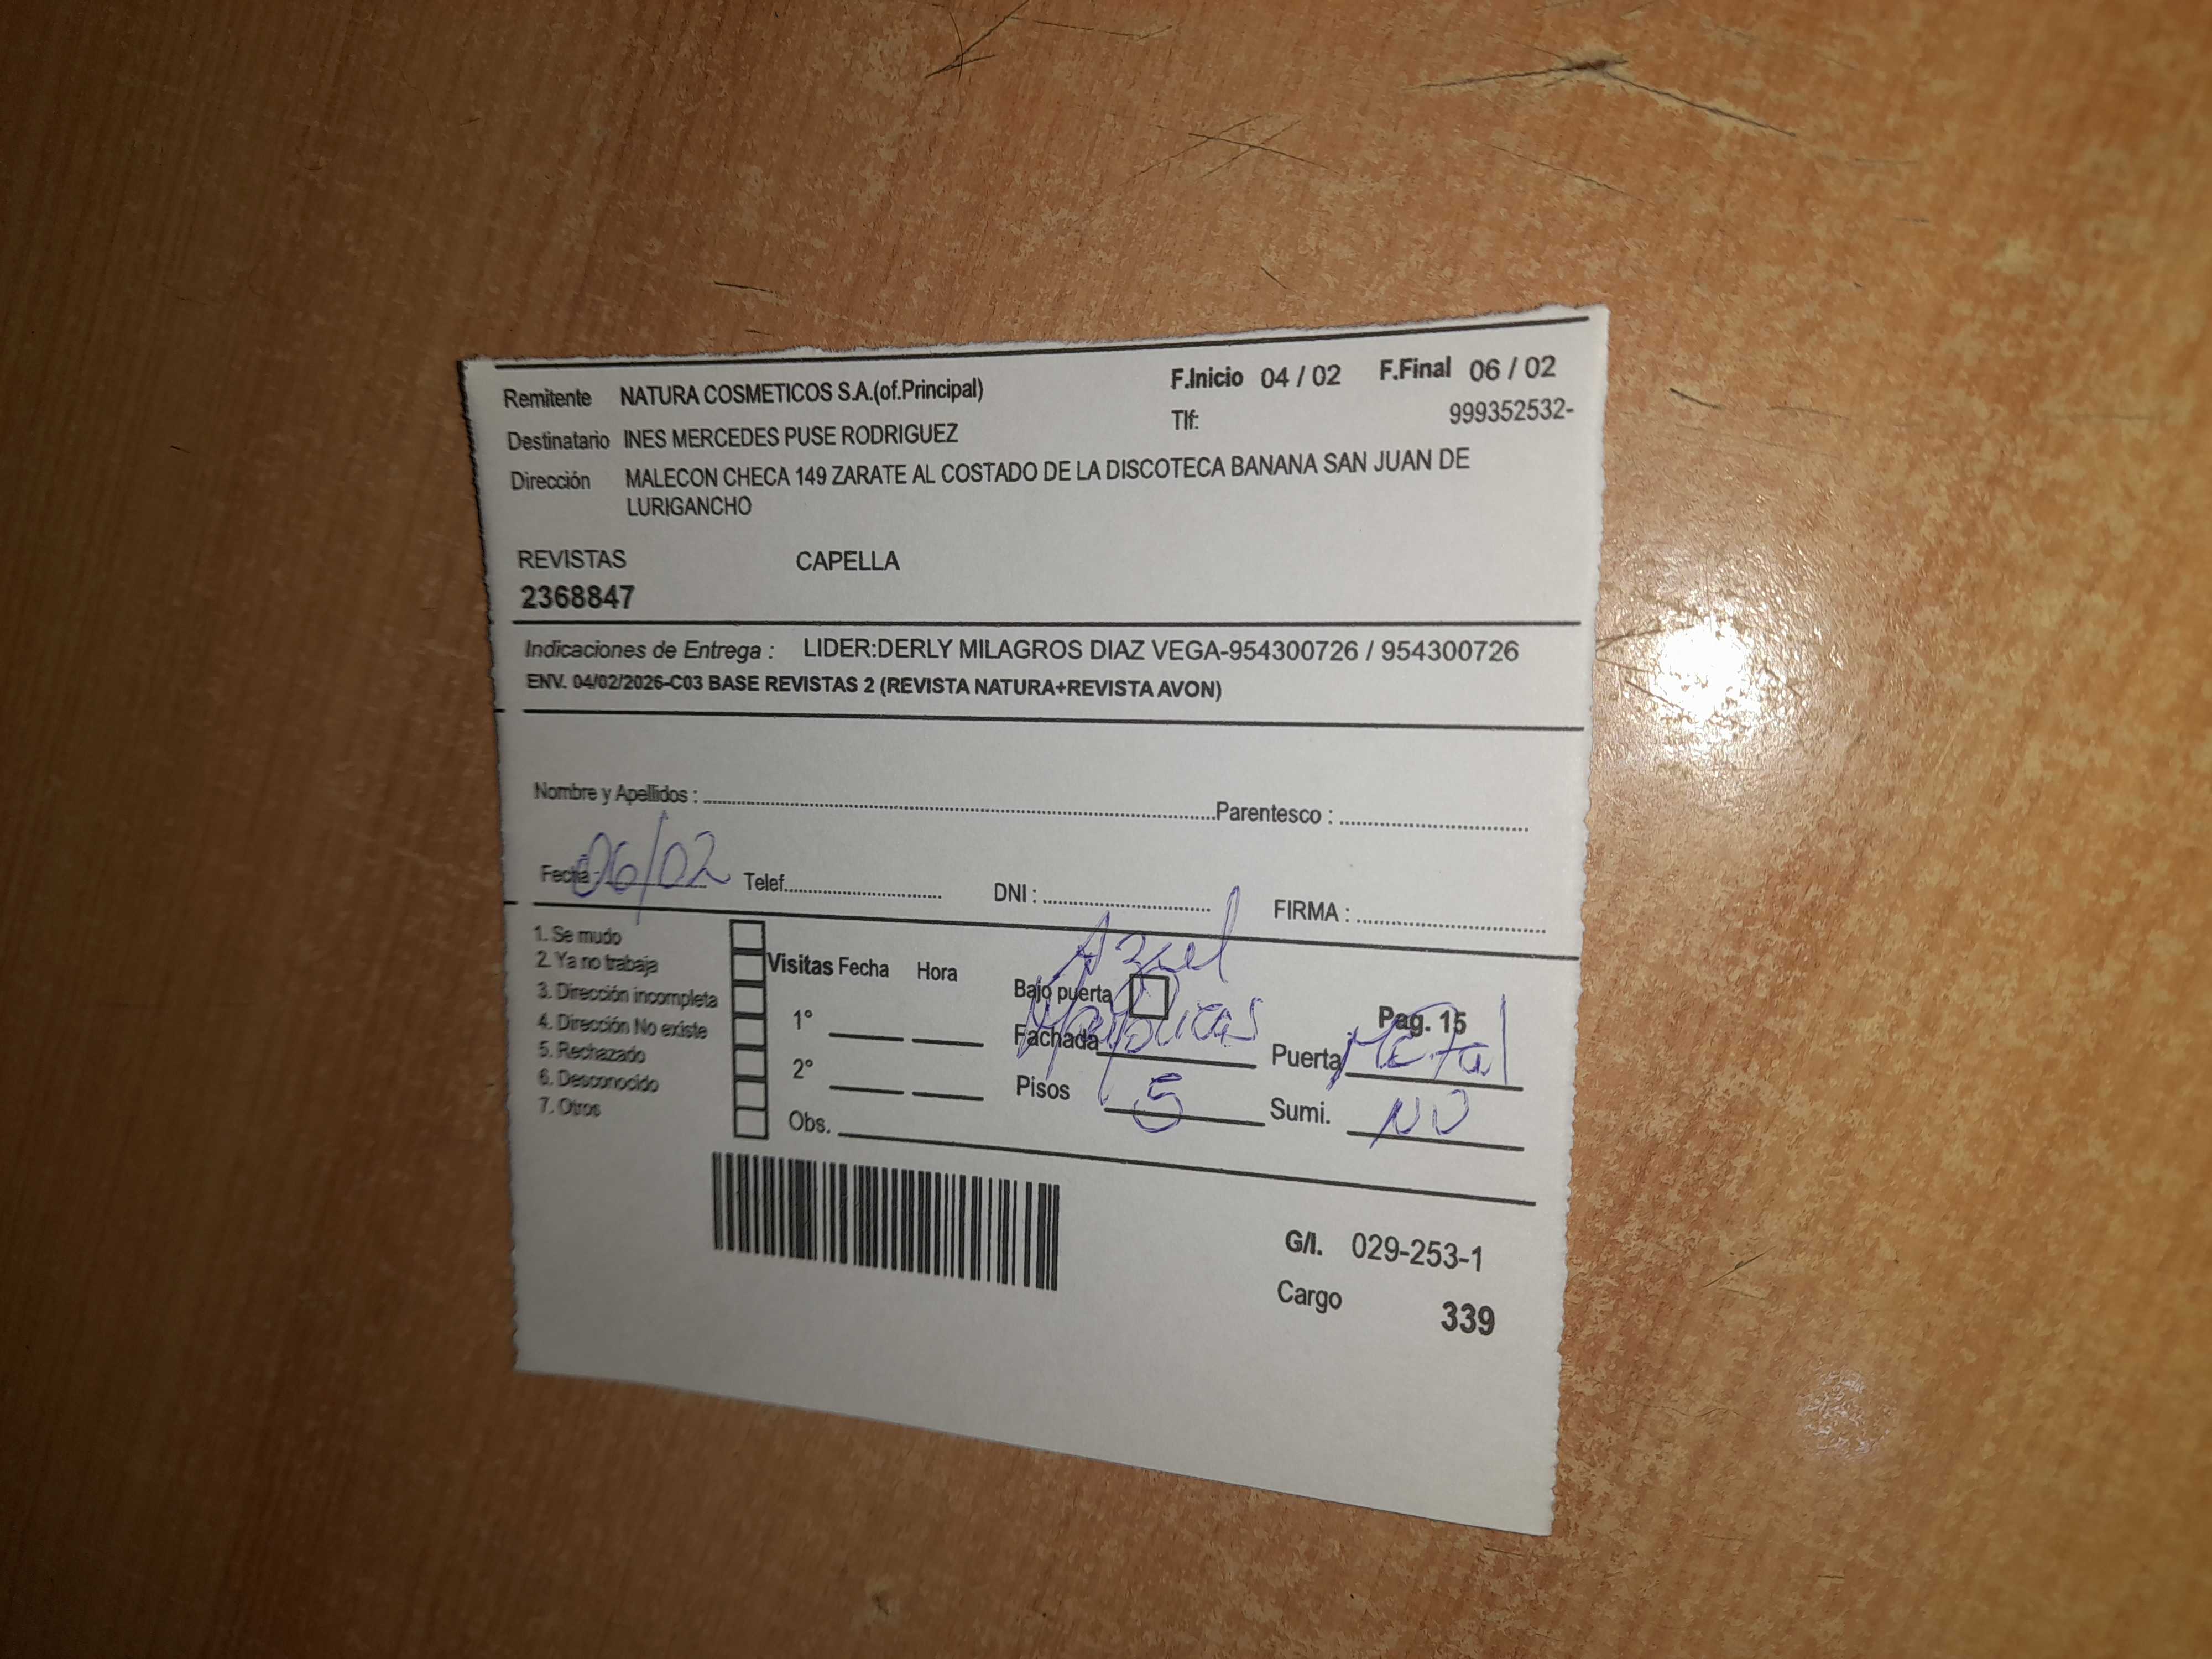 Remitente NATURA COSMETICOS S.A.(of.Principal) F.Inicio 04 / 02 F.Final 06 / 02
Destinatario INES MERCEDES PUSE RODRIGUEZ Tlf: 999352532-
Dirección MALECON CHECA 149 ZARATE AL COSTADO DE LA DISCOTECA BANANA SAN JUAN DE
LURIGANCHO
REVISTAS CAPELLA
2368847
Indicaciones de Entrega : LIDER:DERLY MILAGROS DIAZ VEGA-954300726 / 954300726
ENV. 04/02/2026-C03 BASE REVISTAS 2 (REVISTA NATURA+REVISTA AVON)
Nombre y Apellidos : Parentesco :
Fecha : 06/02 Telef. DNI : FIRMA :
1. Se mudo
2. Ya no trabaja
3. Dirección incompleta
4. Dirección No existe
5. Rechazado
6. Desconocido
7. Otros
Visitas Fecha Hora
1°
2°
Obs.
Azul
Bajo puerta Pag. 15
Fachada Mayolicas Puerta Metal
Pisos 5 Sumi. NO
G/I. 029-253-1
Cargo 339